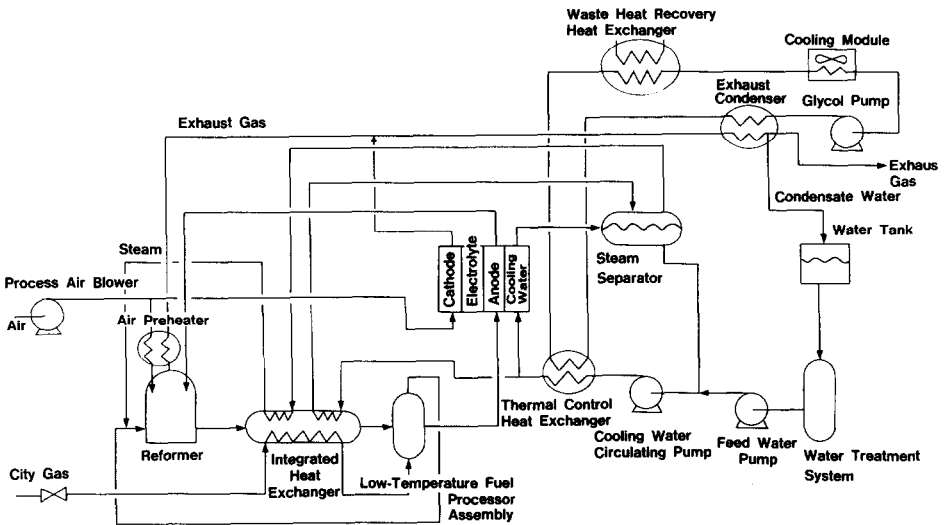 Waste Heat Recovery
Heat Exchanger
Cooling Module
Exhaust
Condenser
Glycol Pump
Exhaust Gas
Exhaus
Gas
Condensate Water
Water Tank
Steam
Cathode
Electrolyte
Anode
Cooling
Water
Steam
Separator
Process Air Blower
Air
Air Preheater
Thermal Control
Heat Exchanger
Cooling Water
Circulating Pump
Feed Water
Pump
Water Treatment
System
Reformer
Integrated
Heat
Exchanger
City Gas
Low-Temperature Fuel
Processor
Assembly